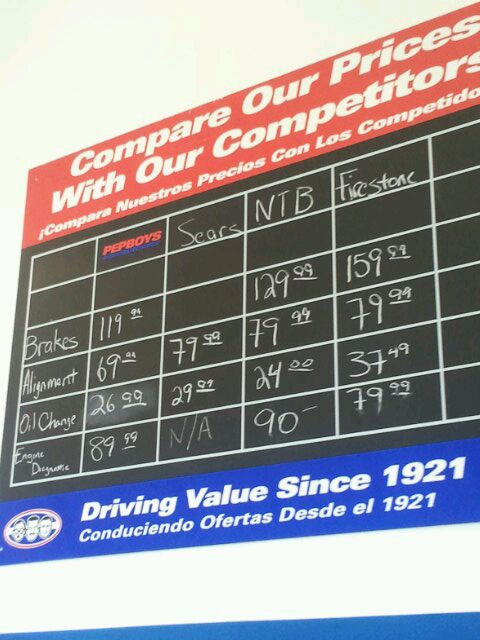 Compare Our Prices
With Our Competitors
¡Compara Nuestros Precios Con Los Competido
PEPBOYS Sears NTB Firestone
Brakes 119 99 129 99 159 99
Alignment 69 99 79 99 79 99 79 99
Oil Change 26 99 29 99 24 00 37 49
Engine Diagnostic 89 99 N/A 90- 79 99
Driving Value Since 1921
Conduciendo Ofertas Desde el 1921